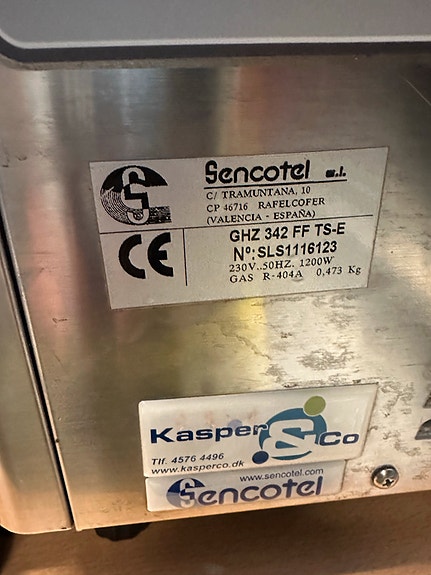 Sencotel s.l.
C/ TRAMUNTANA, 10
CP 46716 RAFELCOFER
(VALENCIA - ESPAÑA)
CE
GHZ 342 FF TS-E
Nº: SLS1116123
230V..50HZ. 1200W
GAS R-404A 0,473 Kg
Kasper & Co
Tlf. 4576 4496
www.kasperco.dk
www.sencotel.com
Sencotel